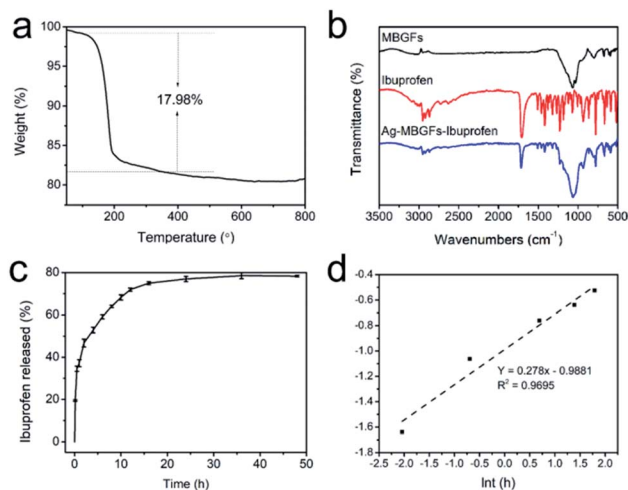 a
Weight (%)
100
95
90
85
80
17.98%
200
400
600
800
Temperature (°)
b
Transmittance (%)
MBGFs
Ibuprofen
Ag-MBGFs-Ibuprofen
3500
3000
2500
2000
1500
1000
500
Wavenumbers (cm⁻¹)
c
Ibuprofen released (%)
80
60
40
20
0
0
10
20
30
40
50
Time (h)
d
-0.4
-0.6
-0.8
-1.0
-1.2
-1.4
-1.6
-1.8
Y = 0.278x - 0.9881
R² = 0.9695
-2.5
-2.0
-1.5
-1.0
-0.5
0.0
0.5
1.0
1.5
2.0
Int (h)